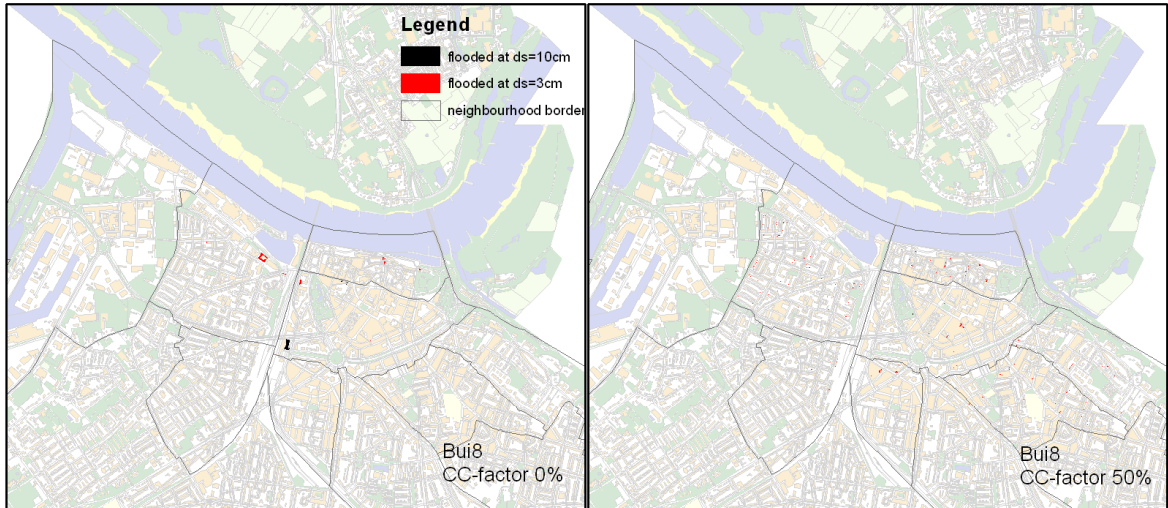 Legend
flooded at ds=10cm
flooded at ds=3cm
neighbourhood border
Bui8
CC-factor 0%
Bui8
CC-factor 50%